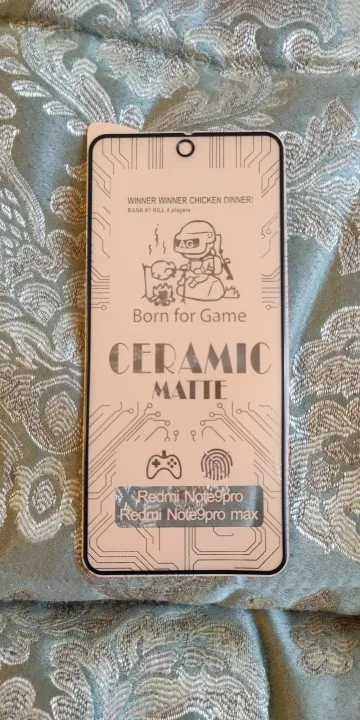 WINNER WINNER CHICKEN DINNER!
RANK #1 KILL 4 players
AG
Born for Game
CERAMIC
MATTE
Redmi Note9pro
Redmi Note9pro max